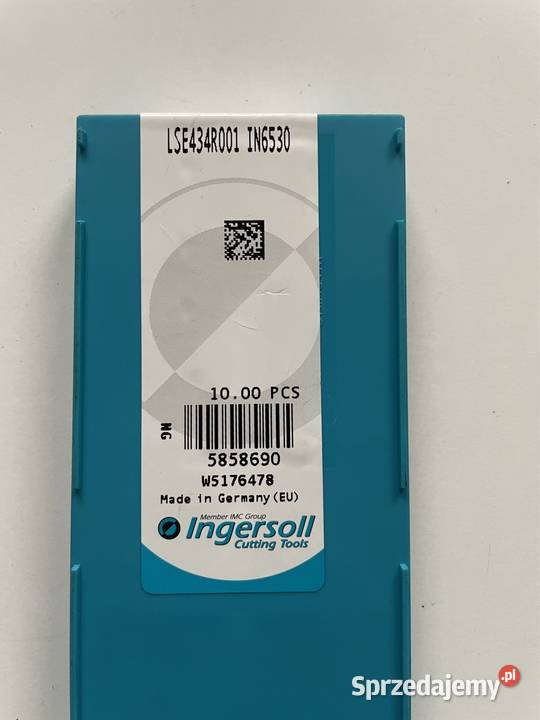 LSE434R001 IN6530
10.00 PCS
MG
5858690
W5176478
Made in Germany (EU)
Member IMC Group
Ingersoll
Cutting Tools
Sprzedajemy.pl